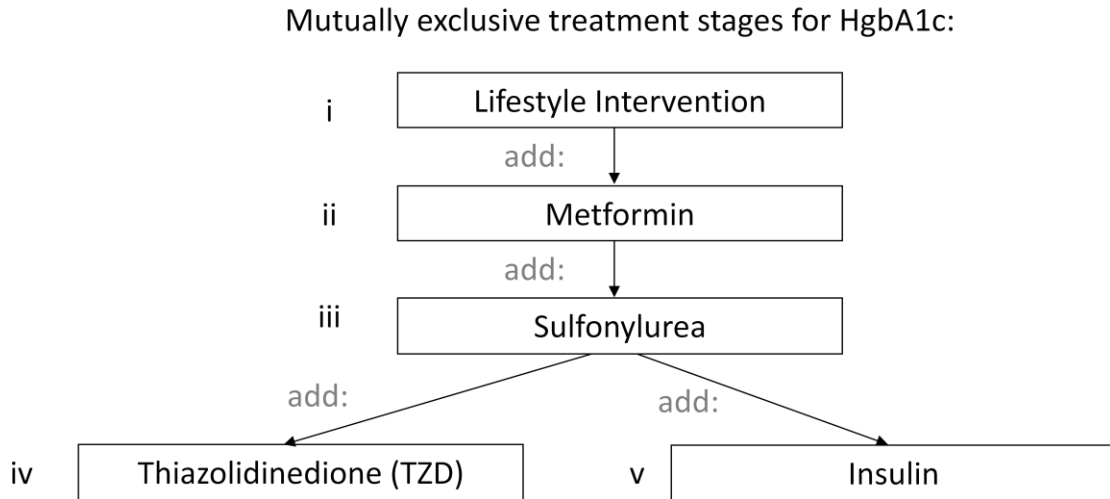 Mutually exclusive treatment stages for HgbA1c:
i
Lifestyle Intervention
add:
ii
Metformin
add:
iii
Sulfonylurea
add:
add:
iv
Thiazolidinedione (TZD)
v
Insulin